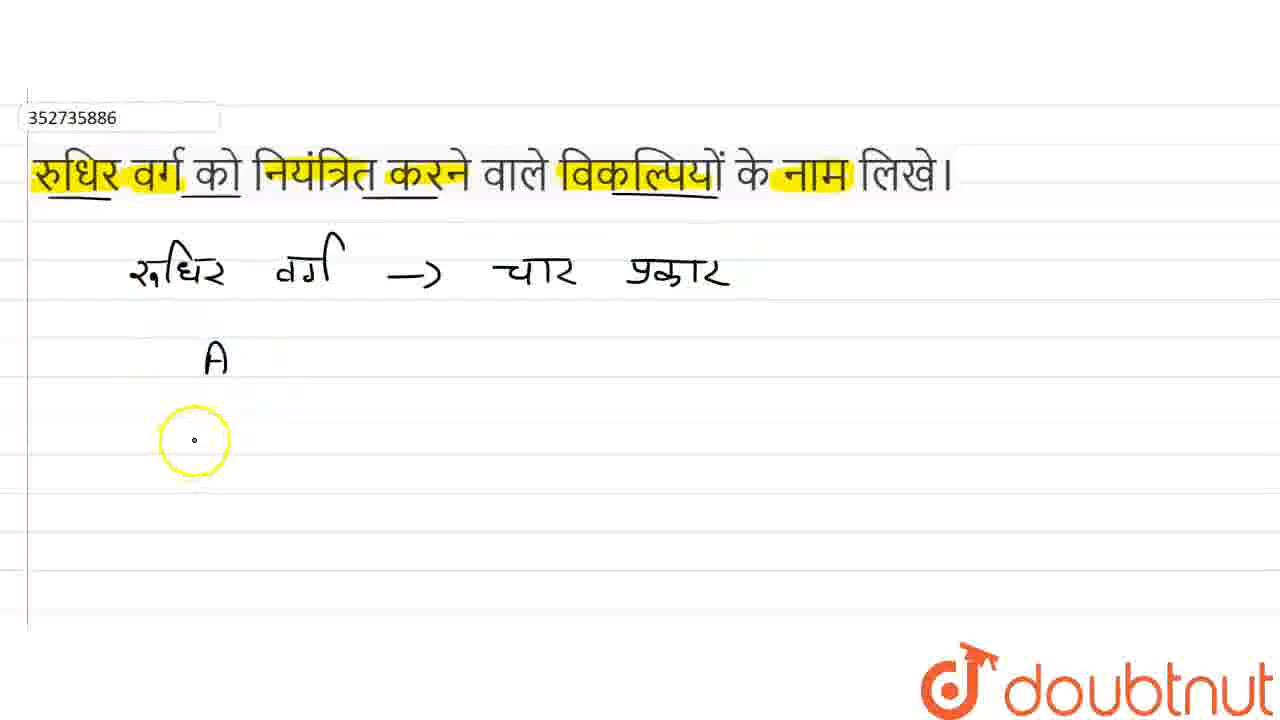 352735886
रुधिर वर्ग को नियंत्रित करने वाले विकल्पियों के नाम लिखे।
रूधिर वर्ग → चार प्रकार
A
doubtnut